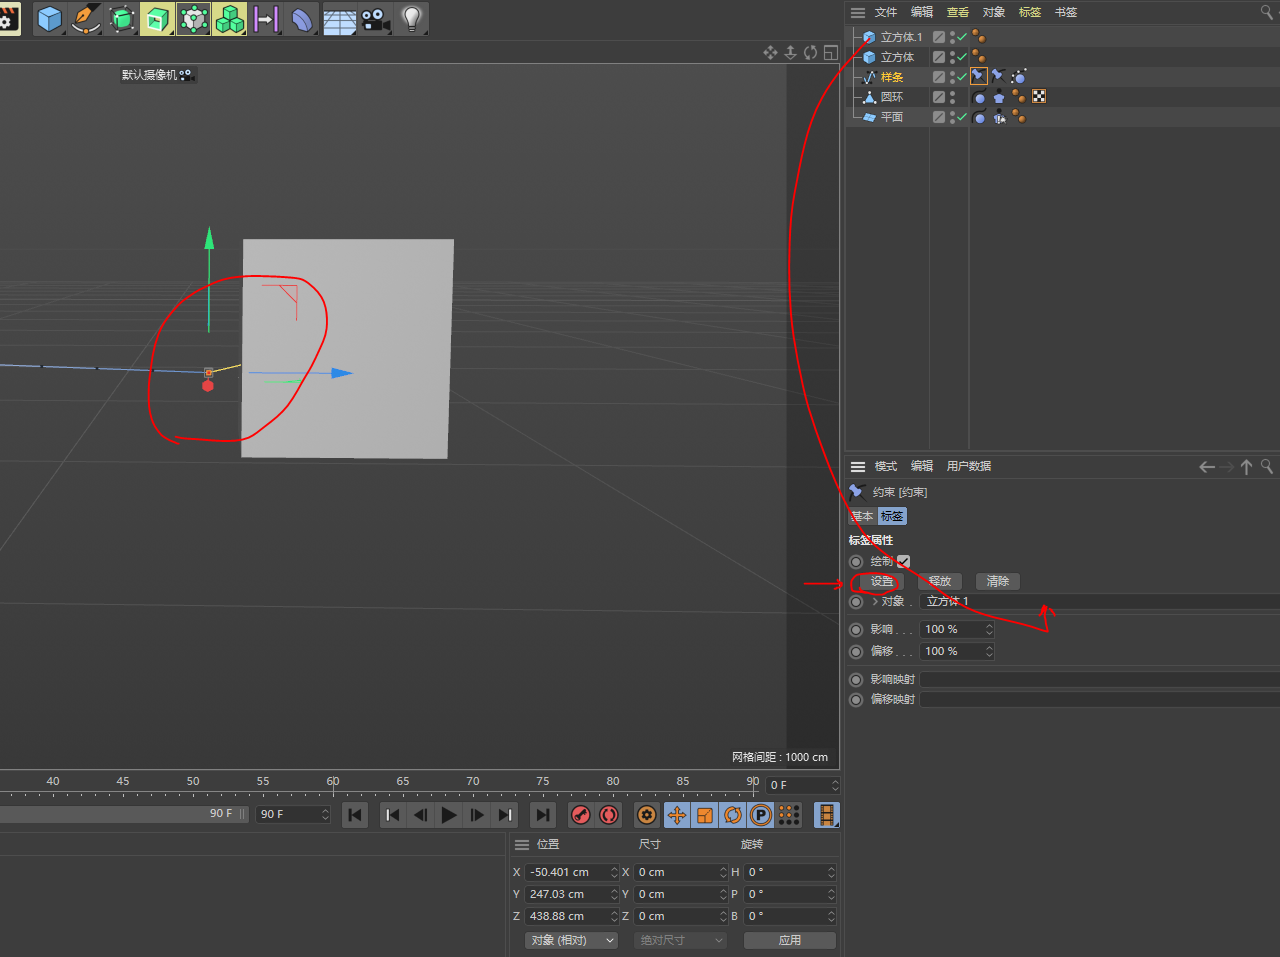 文件 编辑 查看 对象 标签 书签
默认摄像机
立方体.1
立方体
样条
圆环
平面
网格间距 : 1000 cm
模式 编辑 用户数据
约束 [约束]
基本 标签
标签属性
绘制
设置 释放 清除
对象 . 立方体.1
影响 . . . 100 %
偏移 . . . 100 %
影响映射
偏移映射
40 45 50 55 60 65 70 75 80 85 90 0 F
90 F 90 F
P
位置 尺寸 旋转
X -50.401 cm X 0 cm H 0 °
Y 247.03 cm Y 0 cm P 0 °
Z 438.88 cm Z 0 cm B 0 °
对象 (相对) 绝对尺寸 应用